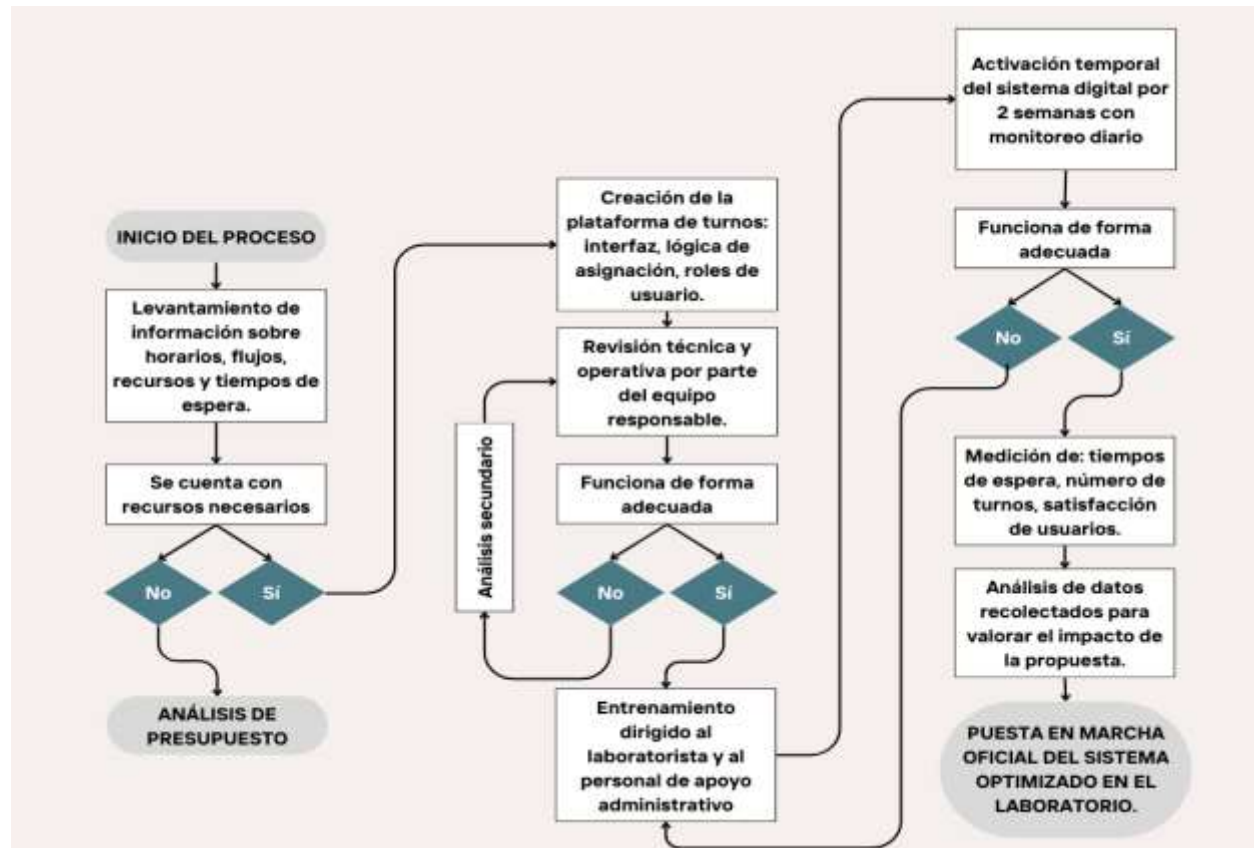 INICIO DEL PROCESO
Levantamiento de
información sobre
horarios, flujos,
recursos y tiempos de
espera.
Se cuenta con
recursos necesarios
No
Sí
ANÁLISIS DE
PRESUPUESTO
Creación de la
plataforma de turnos:
interfaz, lógica de
asignación, roles de
usuario.
Revisión técnica y
operativa por parte
del equipo
responsable.
Análisis secundario
Funciona de forma
adecuada
No
Sí
Entrenamiento
dirigido al
laboratorista y al
personal de apoyo
administrativo
Activación temporal
del sistema digital por
2 semanas con
monitoreo diario
Funciona de forma
adecuada
No
Sí
Medición de: tiempos
de espera, número de
turnos, satisfacción
de usuarios.
Análisis de datos
recolectados para
valorar el impacto de
la propuesta.
PUESTA EN MARCHA
OFICIAL DEL SISTEMA
OPTIMIZADO EN EL
LABORATORIO.